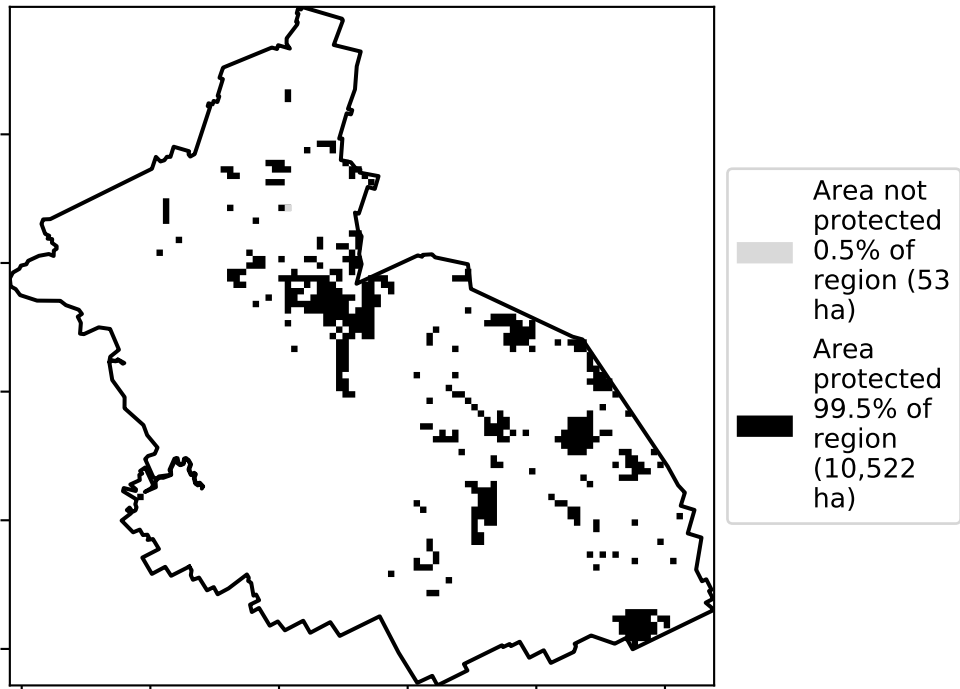 Area not
protected
0.5% of
region (53
ha)
Area
protected
99.5% of
region
(10,522
ha)